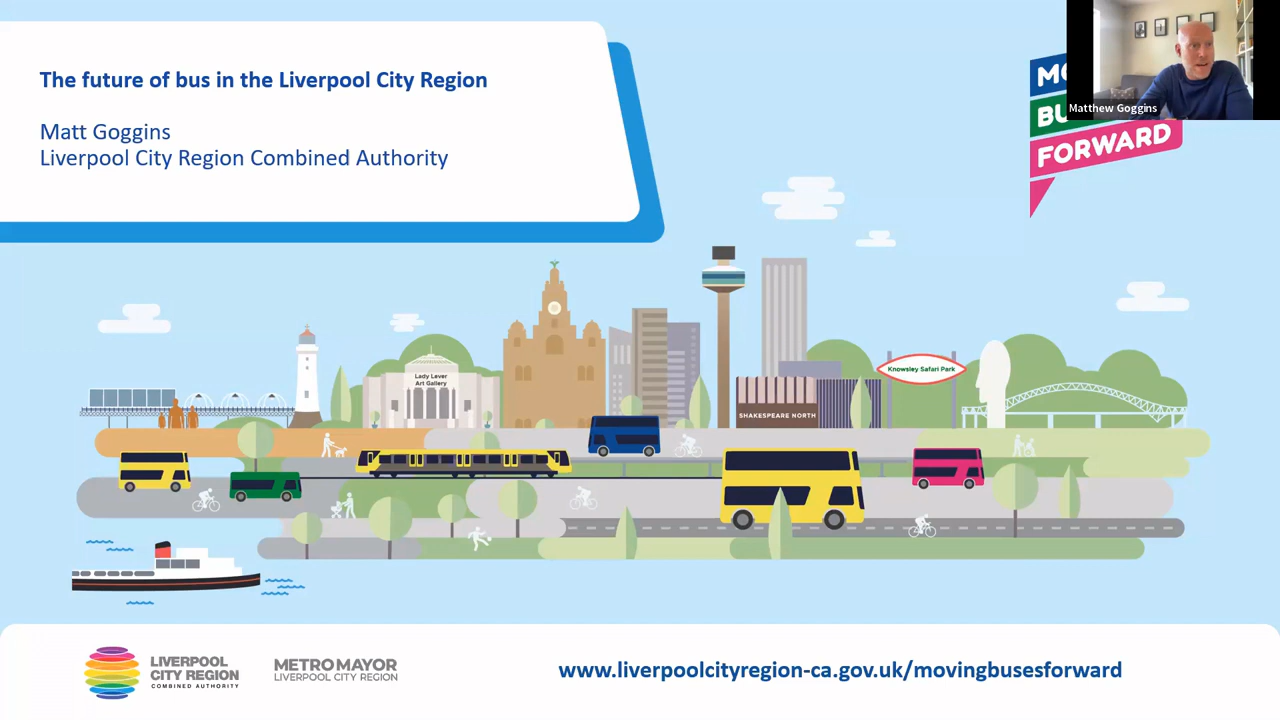 The future of bus in the Liverpool City Region
Matt Goggins
Liverpool City Region Combined Authority
Matthew Goggins
FORWARD
Lady Lever
Art Gallery
Knowsley Safari Park
SHAKESPEARE NORTH
LIVERPOOL
CITY REGION
COMBINED AUTHORITY
METRO MAYOR
LIVERPOOL CITY REGION
www.liverpoolcityregion-ca.gov.uk/movingbusesforward